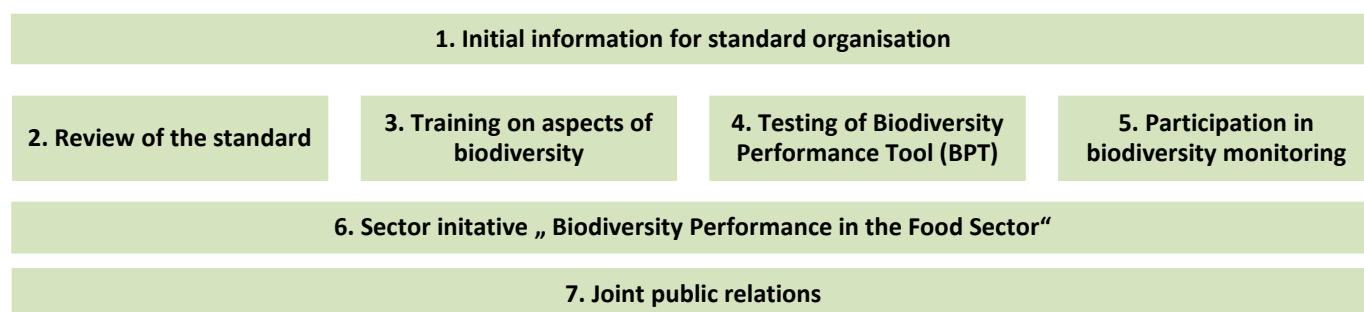 1. Initial information for standard organisation
2. Review of the standard
3. Training on aspects of
biodiversity
4. Testing of Biodiversity
Performance Tool (BPT)
5. Participation in
biodiversity monitoring
6. Sector initative „ Biodiversity Performance in the Food Sector“
7. Joint public relations